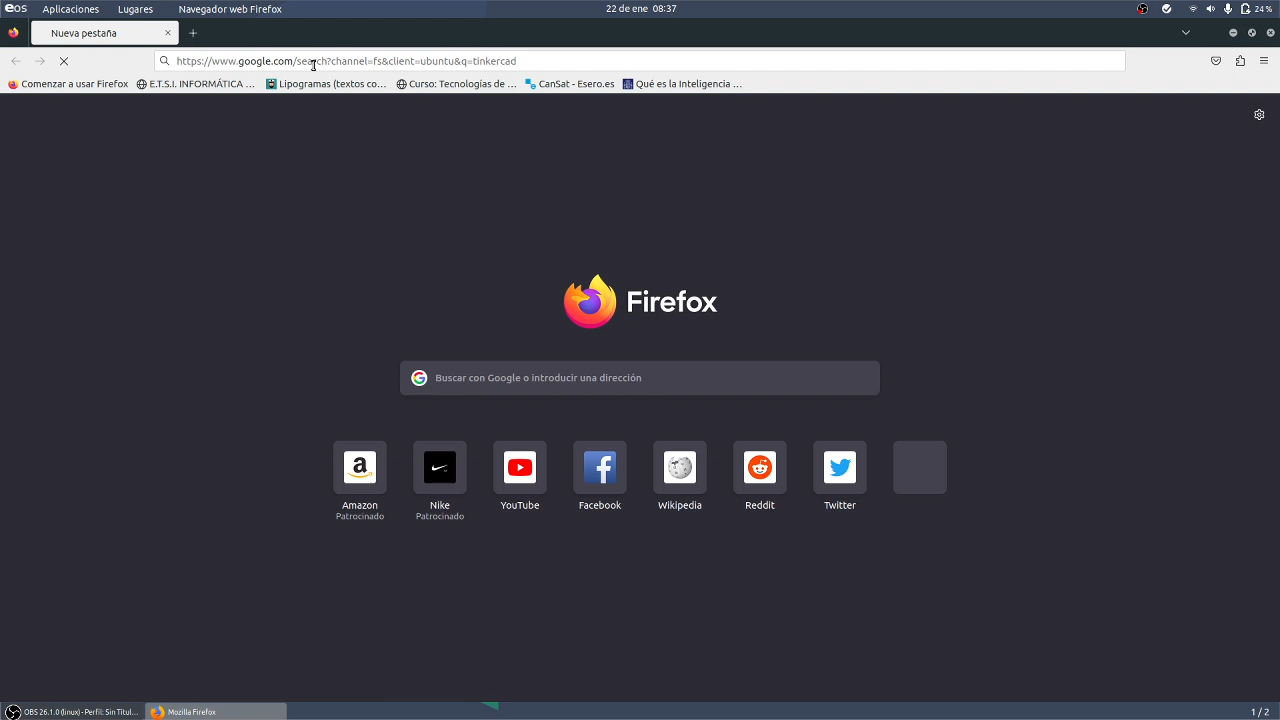 eos Aplicaciones Lugares Navegador web Firefox 22 de ene 08:37 24 %
Nueva pestaña
https://www.google.com/search?channel=fs&client=ubuntu&q=tinkercad
Comenzar a usar Firefox E.T.S.I. INFORMÁTICA ... Lipogramas (textos co... Curso: Tecnologías de ... CanSat - Esero.es Qué es la Inteligencia ...
Firefox
Buscar con Google o introducir una dirección
Amazon Nike YouTube Facebook Wikipedia Reddit Twitter
Patrocinado Patrocinado
OBS 26.1.0 (linux) - Perfil: Sin Titul... Mozilla Firefox 1 / 2